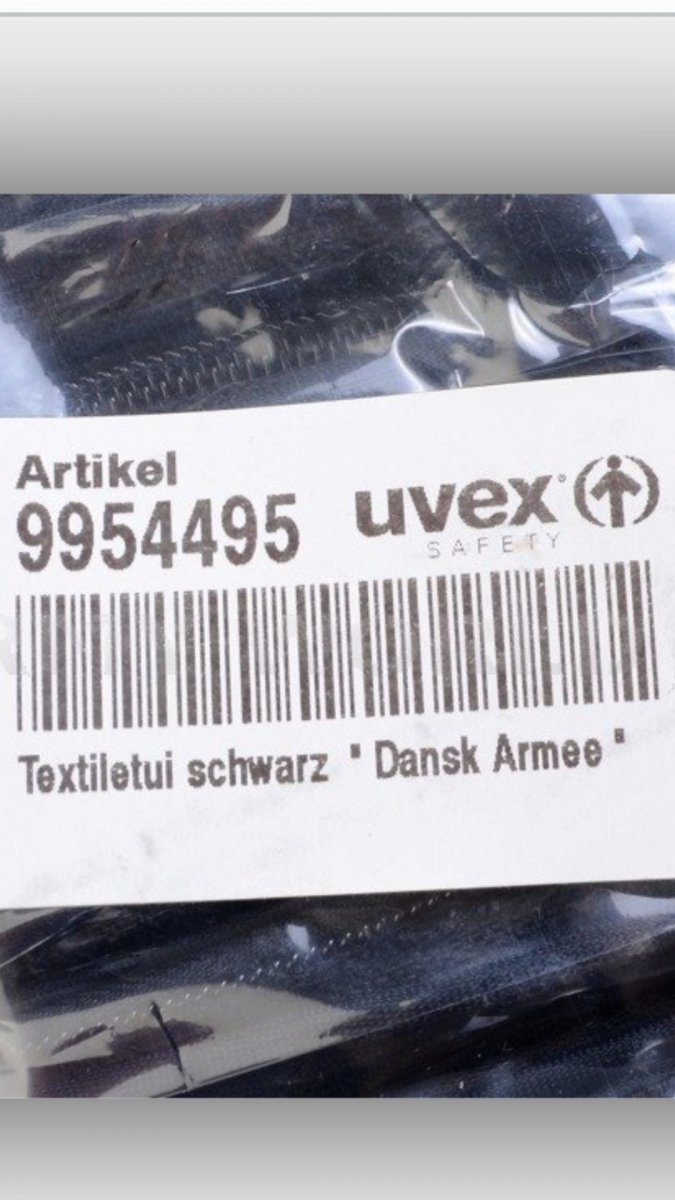 Artikel
9954495
uvex
SAFETY
Textiletui schwarz " Dansk Armee "